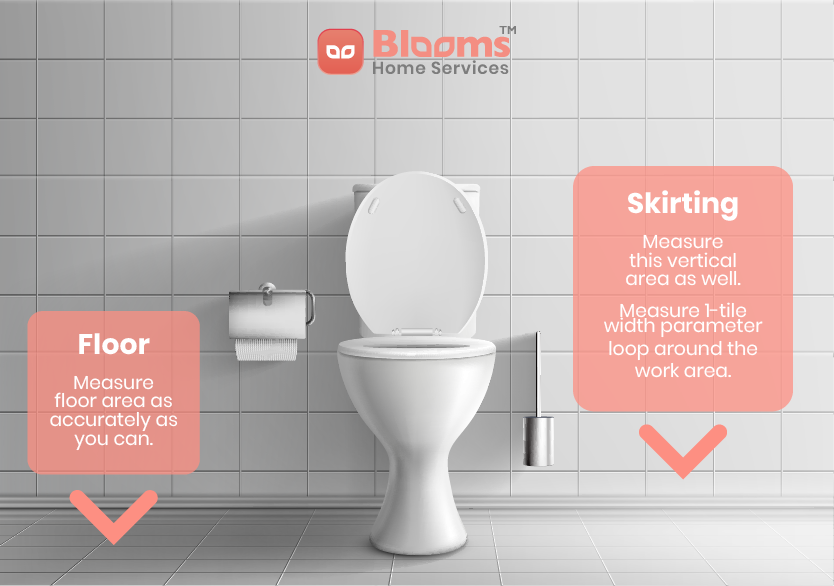 Blooms™
Home Services
Skirting
Measure
this vertical
area as well.
Measure 1-tile
width parameter
loop around the
work area.
Floor
Measure
floor area as
accurately as
you can.